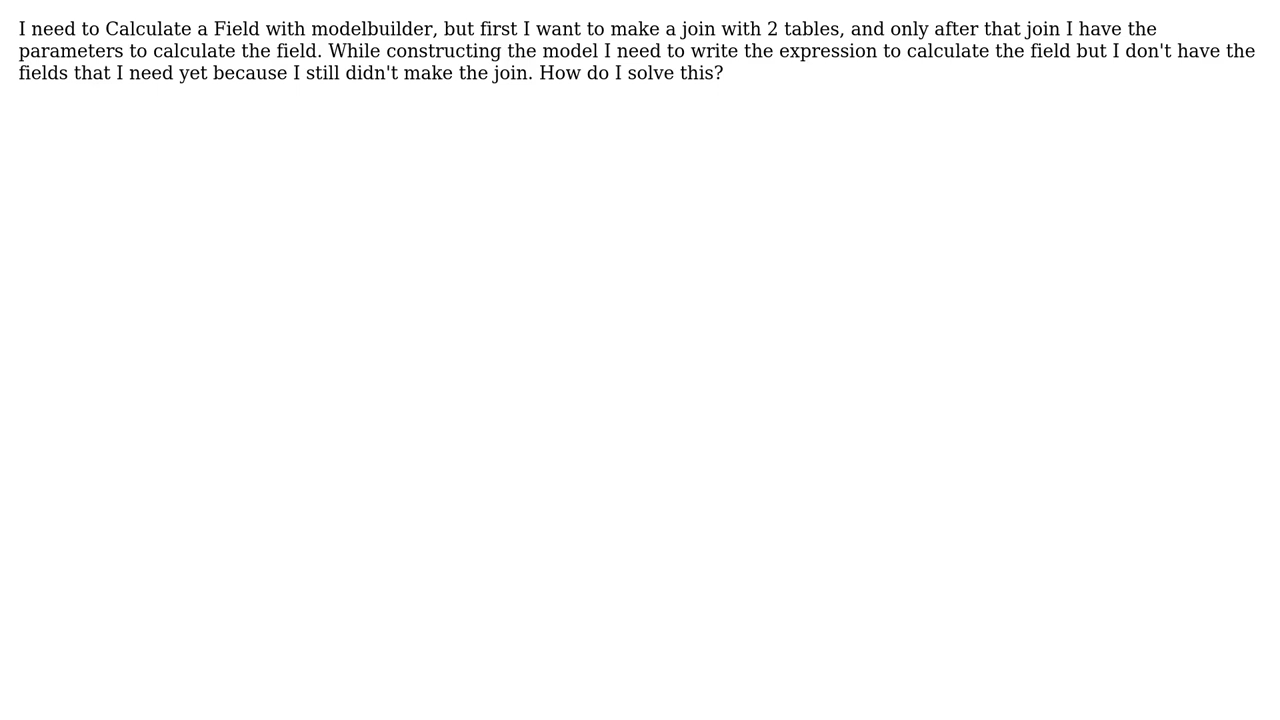 I need to Calculate a Field with modelbuilder, but first I want to make a join with 2 tables, and only after that join I have the
parameters to calculate the field. While constructing the model I need to write the expression to calculate the field but I don't have the
fields that I need yet because I still didn't make the join. How do I solve this?